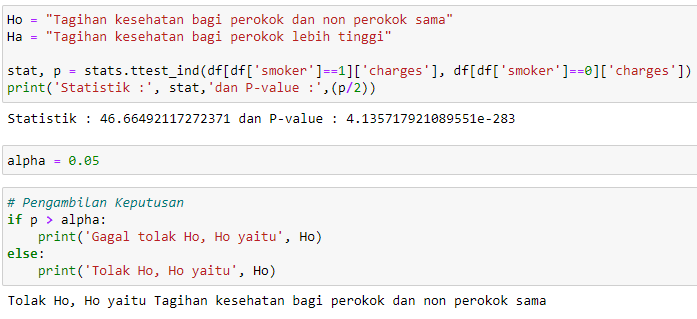 Ho = "Tagihan kesehatan bagi perokok dan non perokok sama"
Ha = "Tagihan kesehatan bagi perokok lebih tinggi"
stat, p = stats.ttest_ind(df[df['smoker']==1]['charges'], df[df['smoker']==0]['charges'])
print('Statistik :', stat,'dan P-value :',(p/2))
Statistik : 46.66492117272371 dan P-value : 4.135717921089551e-283
alpha = 0.05
# Pengambilan Keputusan
if p > alpha:
    print('Gagal tolak Ho, Ho yaitu', Ho)
else:
    print('Tolak Ho, Ho yaitu', Ho)
Tolak Ho, Ho yaitu Tagihan kesehatan bagi perokok dan non perokok sama